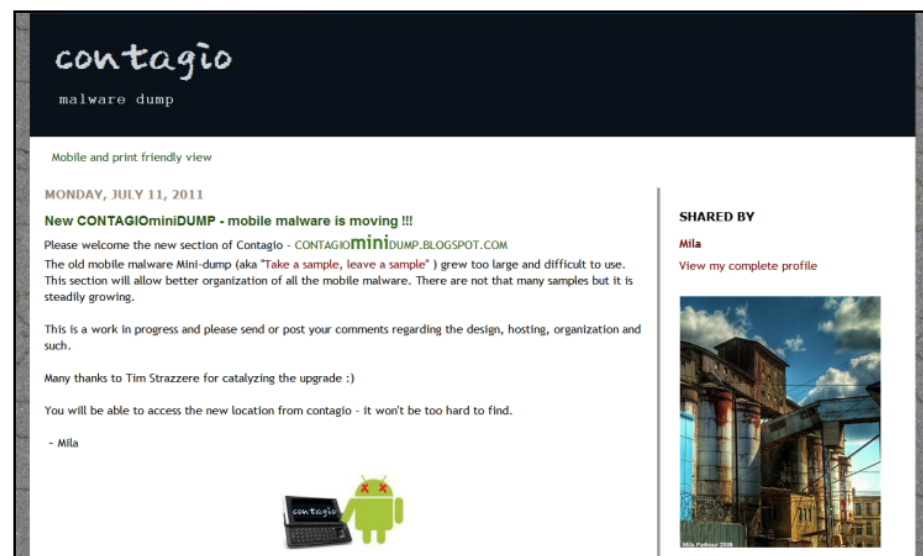 contagio
malware dump
Mobile and print friendly view
MONDAY, JULY 11, 2011
New CONTAGIOminiDUMP - mobile malware is moving !!!
Please welcome the new section of Contagio - CONTAGIOminiDUMP.BLOGSPOT.COM
The old mobile malware Mini-dump (aka "Take a sample, leave a sample" ) grew too large and difficult to use.
This section will allow better organization of all the mobile malware. There are not that many samples but it is
steadily growing.
This is a work in progress and please send or post your comments regarding the design, hosting, organization and
such.
Many thanks to Tim Strazzere for catalyzing the upgrade :)
You will be able to access the new location from contagio - it won't be too hard to find.
~ Mila
contagio
SHARED BY
Mila
View my complete profile
Mila Parkour 2009